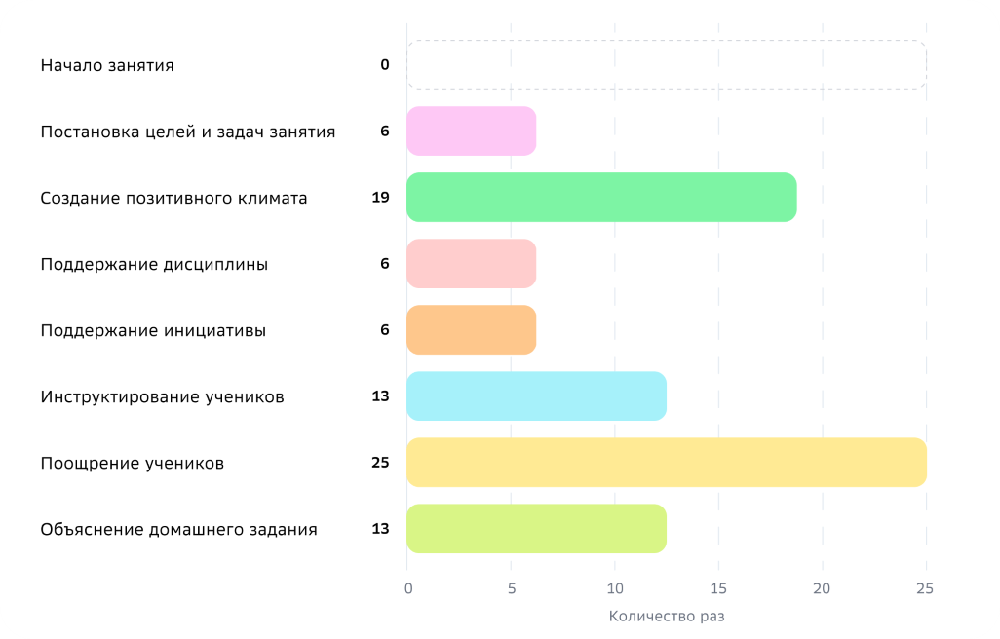 Начало занятия 0
Постановка целей и задач занятия 6
Создание позитивного климата 19
Поддержание дисциплины 6
Поддержание инициативы 6
Инструктирование учеников 13
Поощрение учеников 25
Объяснение домашнего задания 13
0 5 10 15 20 25
Количество раз